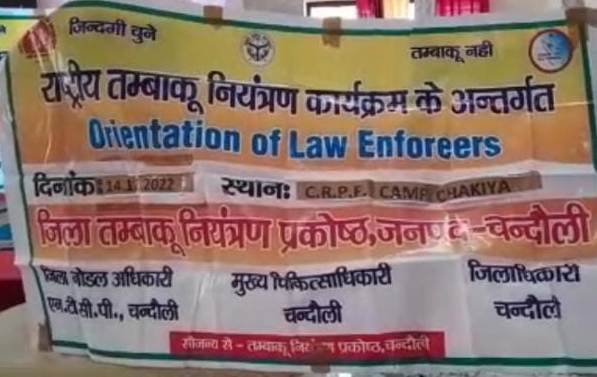 जिन्दगी चुने
तम्बाकू नही
राष्ट्रीय तम्बाकू नियंत्रण कार्यक्रम के अन्तर्गत
Orientation of Law Enforeers
दिनांक: 14.1.2022 स्थान: C.R.P.F. CAMP CHAKIYA
जिला तम्बाकू नियंत्रण प्रकोष्ठ, जनपद-चन्दौली
जिला नोडल अधिकारी
एन.टी.सी.पी., चन्दौली
मुख्य चिकित्साधिकारी
चन्दौली
जिलाधिकारी
चन्दौली
सौजन्य से - तम्बाकू नियंत्रण प्रकोष्ठ, चन्दौली